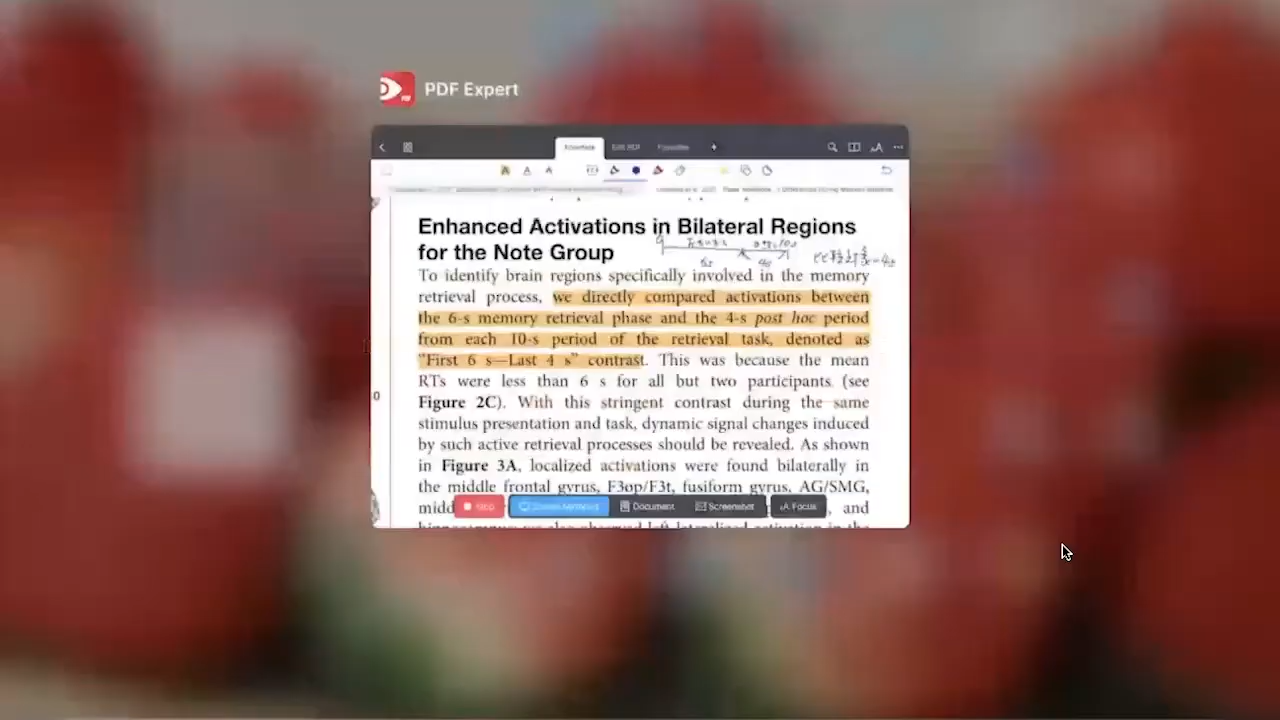 PDF Expert
Edit PDF
Enhanced Activations in Bilateral Regions
for the Note Group
To identify brain regions specifically involved in the memory
retrieval process, we directly compared activations between
the 6-s memory retrieval phase and the 4-s post hoc period
from each 10-s period of the retrieval task, denoted as
“First 6 s—Last 4 s” contrast. This was because the mean
RTs were less than 6 s for all but two participants (see
Figure 2C). With this stringent contrast during the same
stimulus presentation and task, dynamic signal changes induced
by such active retrieval processes should be revealed. As shown
in Figure 3A, localized activations were found bilaterally in
the middle frontal gyrus, F3op/F3t, fusiform gyrus, AG/SMG,
midd , and
Stop Document Screenshot Focus